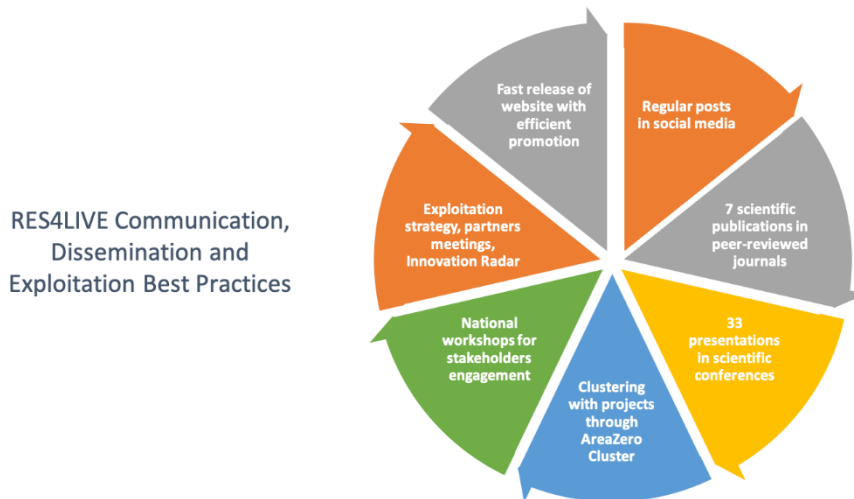 RES4LIVE Communication,
Dissemination and
Exploitation Best Practices
Regular posts
in social media
7 scientific
publications in
peer-reviewed
journals
33
presentations
in scientific
conferences
Clustering
with projects
through
AreaZero
Cluster
National
workshops for
stakeholders
engagement
Exploitation
strategy, partners
meetings,
Innovation Radar
Fast release of
website with
efficient
promotion